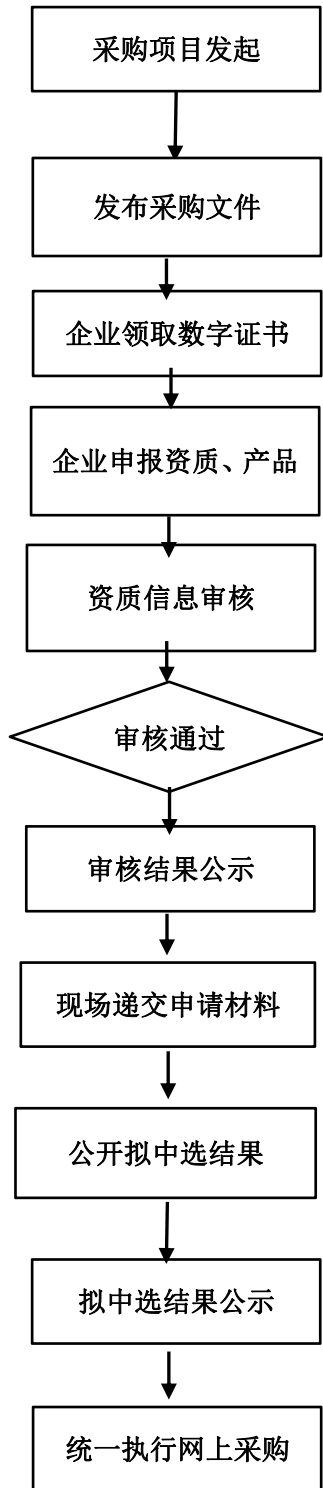 采购项目发起
发布采购文件
企业领取数字证书
企业申报资质、产品
资质信息审核
审核通过
审核结果公示
现场递交申请材料
公开拟中选结果
拟中选结果公示
统一执行网上采购